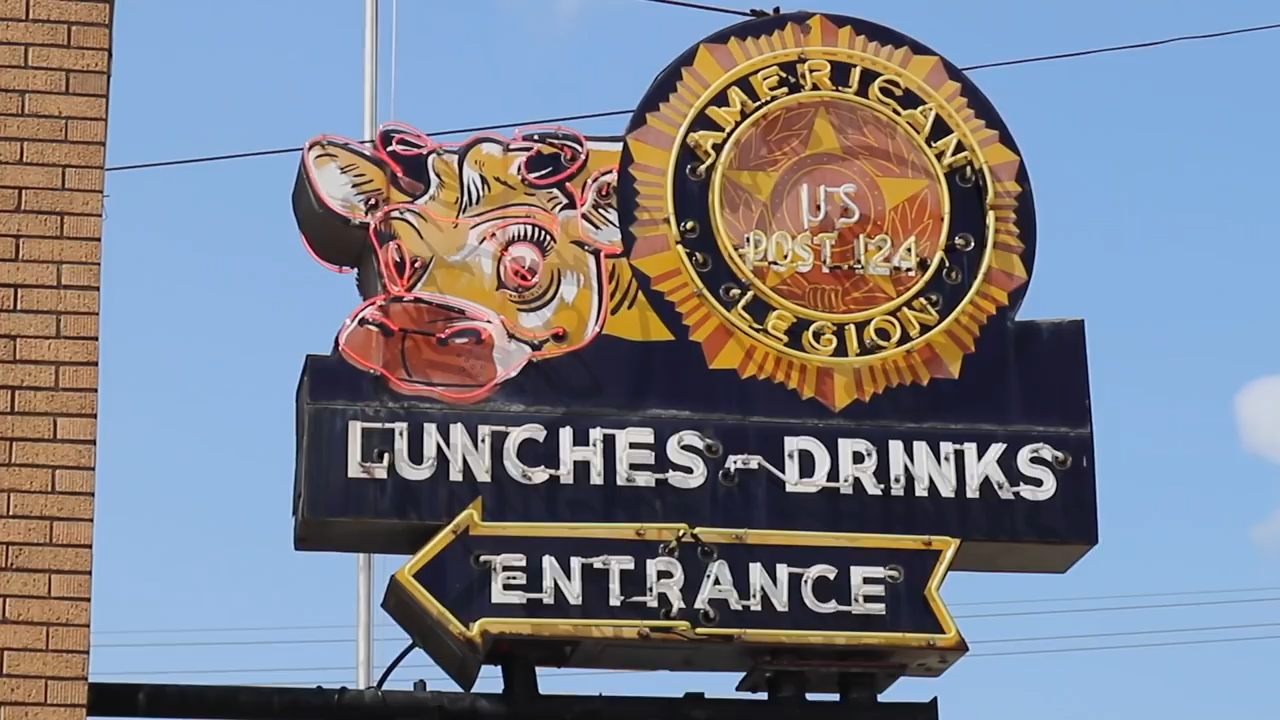 AMERICAN
US
POST 124
LEGION
LUNCHES-DRINKS
ENTRANCE